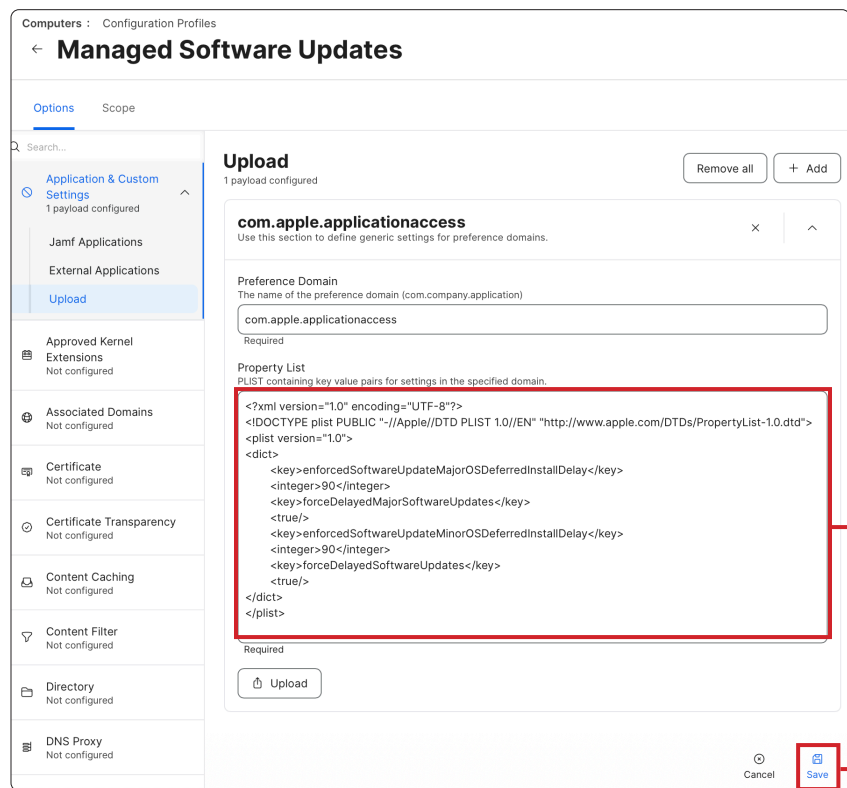 Computers : Configuration Profiles
← Managed Software Updates
Options Scope
Search...
Application & Custom
Settings
1 payload configured
Jamf Applications
External Applications
Upload
Approved Kernel
Extensions
Not configured
Associated Domains
Not configured
Certificate
Not configured
Certificate Transparency
Not configured
Content Caching
Not configured
Content Filter
Not configured
Directory
Not configured
DNS Proxy
Not configured
Upload
1 payload configured
Remove all + Add
com.apple.applicationaccess
Use this section to define generic settings for preference domains.
Preference Domain
The name of the preference domain (com.company.application)
com.apple.applicationaccess
Required
Property List
PLIST containing key value pairs for settings in the specified domain.
<?xml version="1.0" encoding="UTF-8"?>
<!DOCTYPE plist PUBLIC "-//Apple//DTD PLIST 1.0//EN" "http://www.apple.com/DTDs/PropertyList-1.0.dtd">
<plist version="1.0">
<dict>
<key>enforcedSoftwareUpdateMajorOSDeferredInstallDelay</key>
<integer>90</integer>
<key>forceDelayedMajorSoftwareUpdates</key>
<true/>
<key>enforcedSoftwareUpdateMinorOSDeferredInstallDelay</key>
<integer>90</integer>
<key>forceDelayedSoftwareUpdates</key>
<true/>
</dict>
</plist>
Required
Upload
Cancel Save